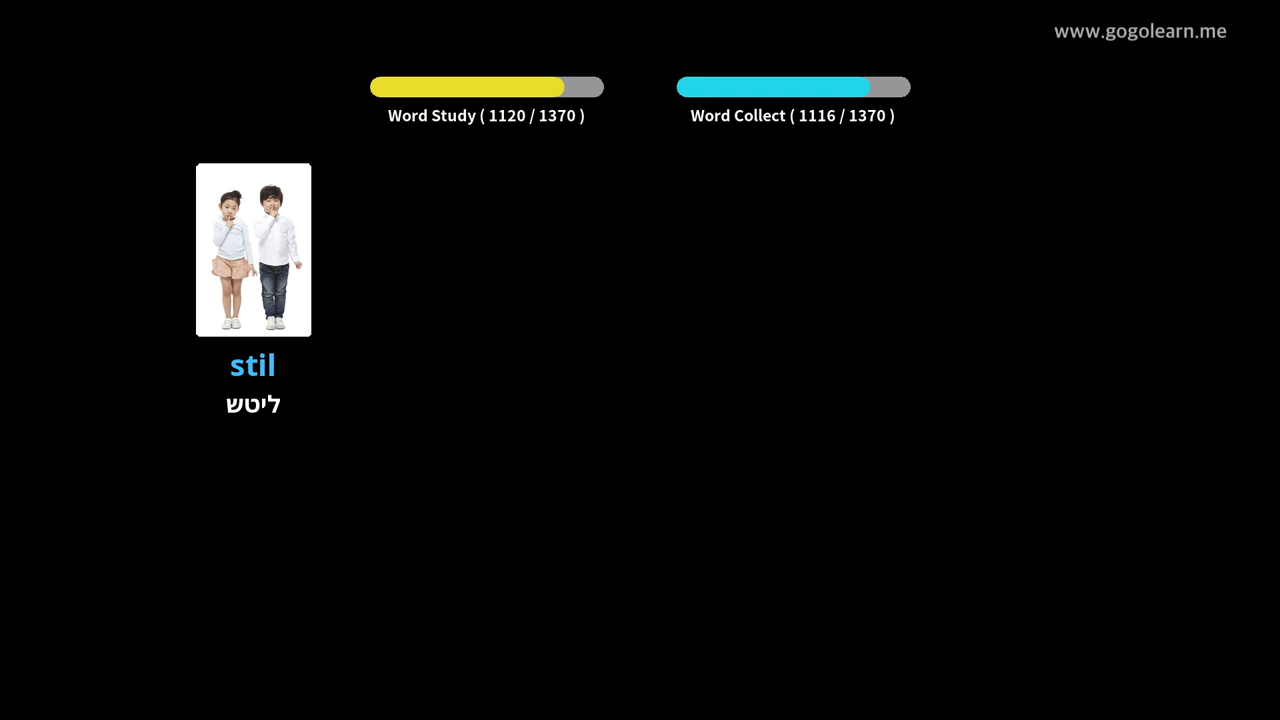 www.gogolearn.me
Word Study ( 1120 / 1370 )
Word Collect ( 1116 / 1370 )
stil
ליטש